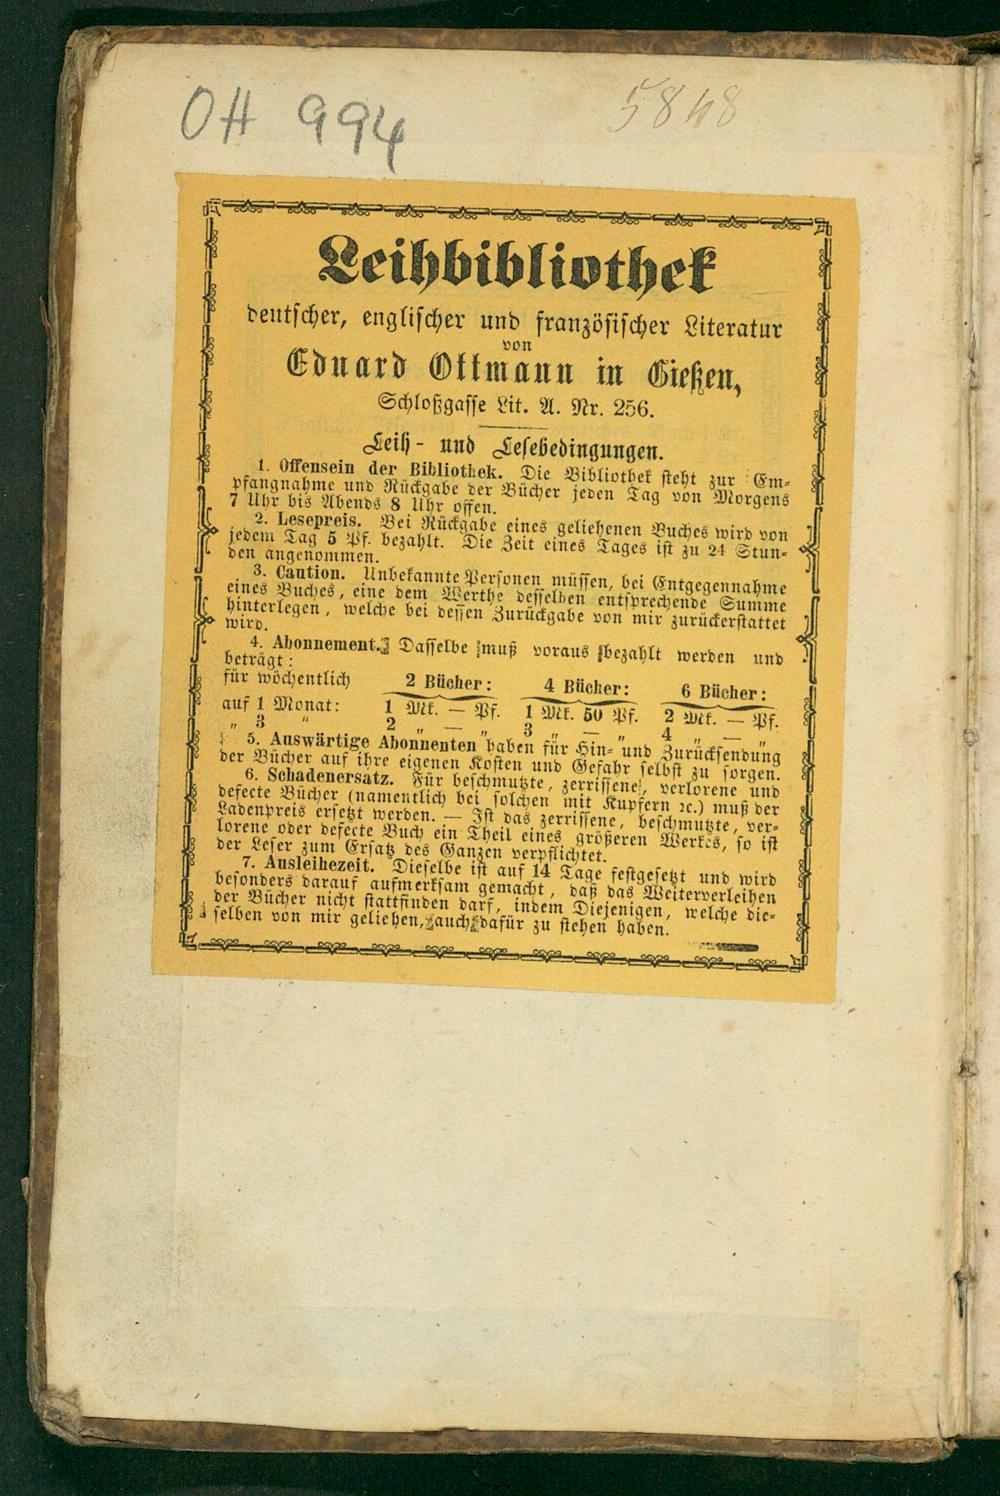 OH 994
5848
Leihbibliothek
deutscher, englischer und französischer Literatur
von
Eduard Ottmann in Gießen,
Schloßgasse Lit. A. Nr. 256.
Leih- und Lesebedingungen.
1. Offensein der Bibliothek. Die Bibliothek steht zur Em-
pfangnahme und Rückgabe der Bücher jeden Tag von Morgens
7 Uhr bis Abends 8 Uhr offen.
2. Lesepreis. Bei Rückgabe eines geliehenen Buches wird von
jedem Tag 5 Pf. bezahlt. Die Zeit eines Tages ist zu 24 Stun-
den angenommen.
3. Caution. Unbekannte Personen müssen, bei Entgegennahme
eines Buches, eine dem Werthe desselben entsprechende Summe
hinterlegen, welche bei dessen Zurückgabe von mir zurückerstattet
wird.
4. Abonnement. Dasselbe muß voraus bezahlt werden und
beträgt:
für wöchentlich 2 Bücher: 4 Bücher: 6 Bücher:
auf 1 Monat: 1 Mk. — Pf. 1 Mk. 50 Pf. 2 Mk. — Pf.
" 3 " 2 " — " 3 " — " 4 " — "
5. Auswärtige Abonnenten haben für Hin- und Zurücksendung
der Bücher auf ihre eigenen Kosten und Gefahr selbst zu sorgen.
6. Schadenersatz. Für beschmutzte, zerrissene, verlorene und
defecte Bücher (namentlich bei solchen mit Kupfern ꝛc.) muß der
Ladenpreis ersetzt werden. — Ist das zerrissene, beschmutzte, ver-
lorene oder defecte Buch ein Theil eines größeren Werkes, so ist
der Leser zum Ersatz des Ganzen verpflichtet.
7. Ausleihezeit. Dieselbe ist auf 14 Tage festgesetzt und wird
besonders darauf aufmerksam gemacht, daß das Weiterverleihen
der Bücher nicht stattfinden darf, indem Diejenigen, welche die-
selben von mir geliehen, auch dafür zu stehen haben.